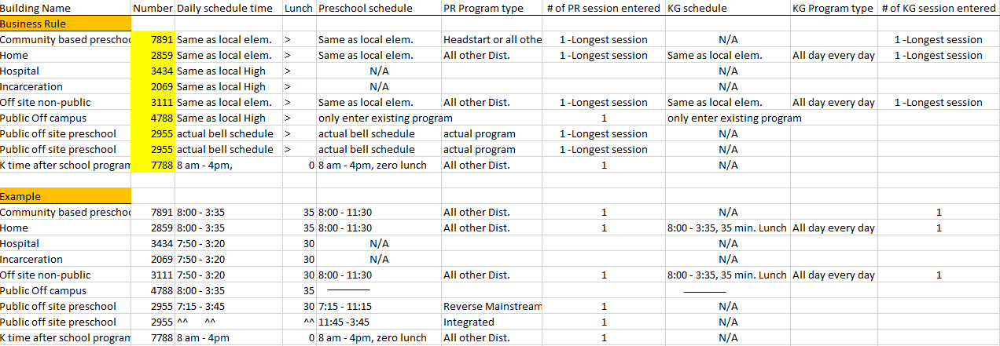 Building Name Number Daily schedule time Lunch Preschool schedule PR Program type # of PR session entered KG schedule KG Program type # of KG session entered
Business Rule
Community based preschoo 7891 Same as local elem. > Same as local elem. Headstart or all othe 1 -Longest session N/A 1 -Longest session
Home 2859 Same as local elem. > Same as local elem. All other Dist. 1 -Longest session Same as local elem. All day every day 1 -Longest session
Hospital 3434 Same as local High > N/A N/A
Incarceration 2069 Same as local High > N/A N/A
Off site non-public 3111 Same as local elem. > Same as local elem. All other Dist. 1 -Longest session Same as local elem. All day every day 1 -Longest session
Public Off campus 4788 Same as local High > only enter existing program 1 only enter existing program
Public off site preschool 2955 actual bell schedule > actual bell schedule actual program 1 -Longest session N/A
Public off site preschool 2955 actual bell schedule > actual bell schedule actual program 1 -Longest session N/A
K time after school program 7788 8 am - 4pm, 0 8 am - 4pm, zero lunch All other Dist. 1 N/A
Example
Community based preschoo 7891 8:00 - 3:35 35 8:00 - 11:30 All other Dist. 1 N/A 1
Home 2859 8:00 - 3:35 35 8:00 - 11:30 All other Dist. 1 8:00 - 3:35, 35 min. Lunch All day every day 1
Hospital 3434 7:50 - 3:20 30 N/A N/A
Incarceration 2069 7:50 - 3:20 30 N/A N/A
Off site non-public 3111 7:50 - 3:20 30 8:00 - 11:30 All other Dist. 1 8:00 - 3:35, 35 min. Lunch All day every day 1
Public Off campus 4788 8:00 - 3:35 35
Public off site preschool 2955 7:15 - 3:45 30 7:15 - 11:15 Reverse Mainstream 1 N/A
Public off site preschool 2955 ^^ ^^ ^^ 11:45 -3:45 Integrated 1 N/A
K time after school program 7788 8 am - 4pm 0 8 am - 4pm, zero lunch All other Dist. 1 N/A